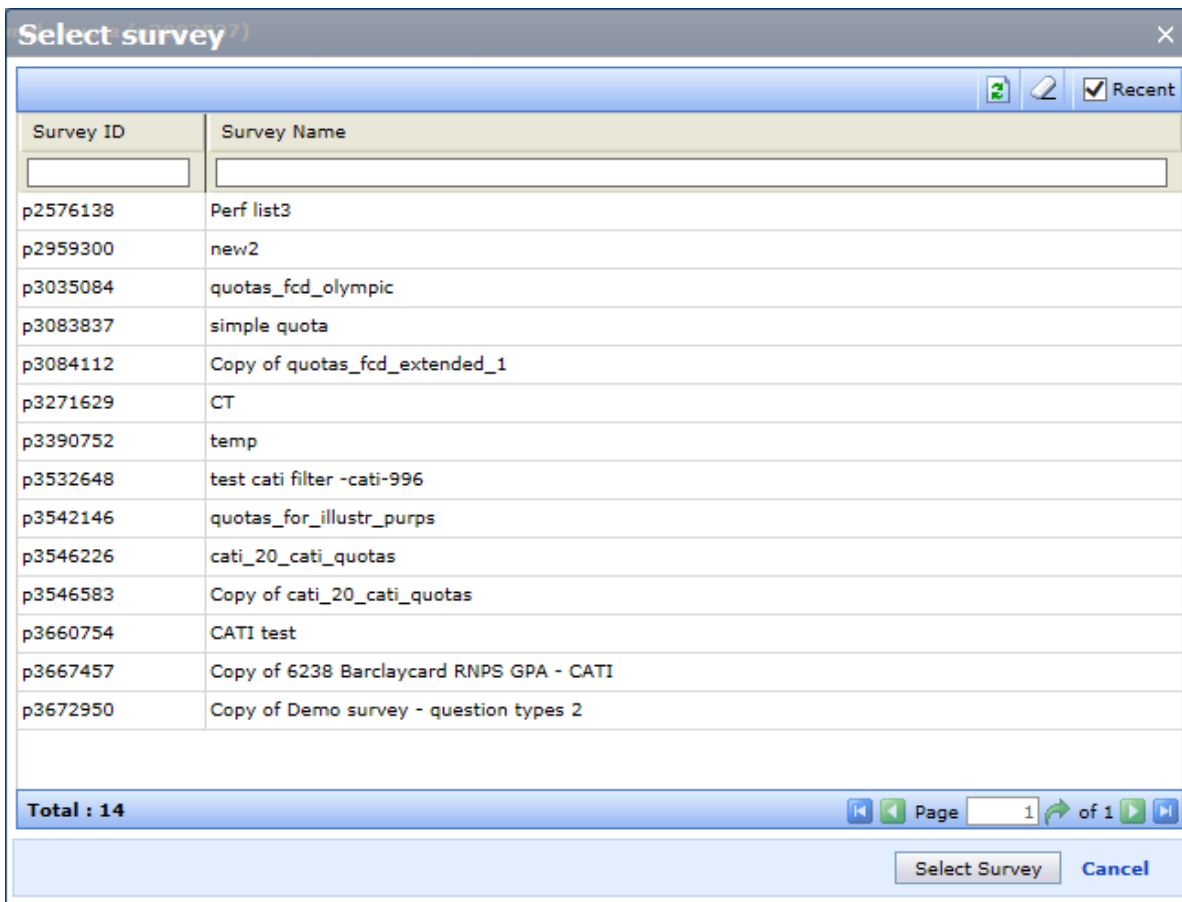 Select survey
Recent
Survey ID Survey Name
p2576138 Perf list3
p2959300 new2
p3035084 quotas_fcd_olympic
p3083837 simple quota
p3084112 Copy of quotas_fcd_extended_1
p3271629 CT
p3390752 temp
p3532648 test cati filter -cati-996
p3542146 quotas_for_illustr_purps
p3546226 cati_20_cati_quotas
p3546583 Copy of cati_20_cati_quotas
p3660754 CATI test
p3667457 Copy of 6238 Barclaycard RNPS GPA - CATI
p3672950 Copy of Demo survey - question types 2
Total : 14 Page 1 of 1
Select Survey Cancel